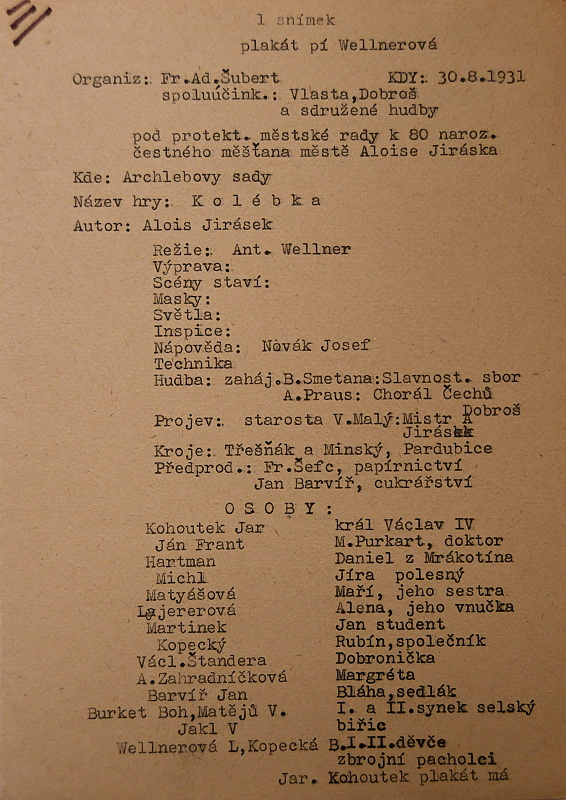 1 snímek
plakát pí Wellnerová
Organiz: Fr.Ad.Šubert KDY: 30.8.1931
spoluúčink.: Vlasta,Dobroš
a sdružené hudby
pod protekt. městské rady k 80 naroz.
čestného měšťana městě Aloise Jiráska
Kde: Archlebovy sady
Název hry: K o l é b k a
Autor: Alois Jirásek
Režie: Ant. Wellner
Výprava:
Scény staví:
Masky:
Světla:
Inspice:
Nápověda: Novák Josef
Technika
Hudba: zaháj.B.Smetana:Slavnost. sbor
A.Praus: Chorál Čechů
Dobroš
Projev: starosta V.Malý:Mistr A
Jirásek
Kroje: Třešňák a Minský, Pardubice
Předprod.: Fr.Šefc, papírnictví
Jan Barvíř, cukrářství
O S O B Y :
Kohoutek Jar král Václav IV
Ján Frant M.Purkart, doktor
Hartman Daniel z Mrákotína
Michl Jíra polesný
Matyášová Maří, jeho sestra
Lajererová Alena, jeho vnučka
Martinek Jan student
Kopecký Rubín,společník
Václ.Štandera Dobronička
A.Zahradníčková Margréta
Barvíř Jan Bláha,sedlák
Burket Boh,Matějů V. I. a II.synek selský
Jakl V biřic
Wellnerová L,Kopecká B.I.II.děvče
zbrojní pacholci
Jar. Kohoutek plakát má